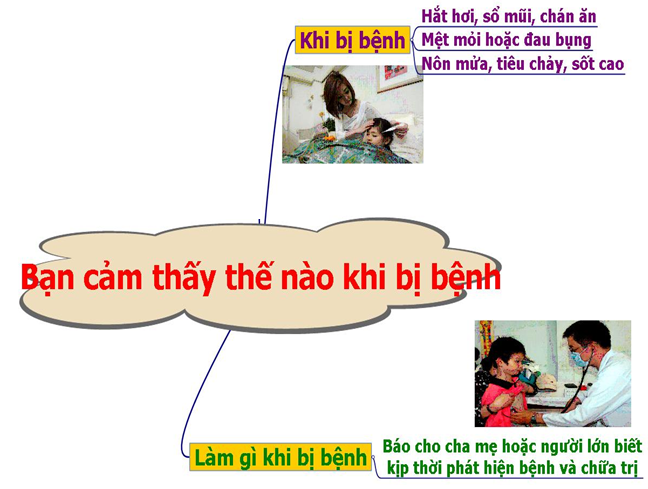 Khi bị bệnh
Hắt hơi, sổ mũi, chán ăn
Mệt mỏi hoặc đau bụng
Nôn mửa, tiêu chảy, sốt cao
Bạn cảm thấy thế nào khi bị bệnh
Làm gì khi bị bệnh
Báo cho cha mẹ hoặc người lớn biết
kịp thời phát hiện bệnh và chữa trị